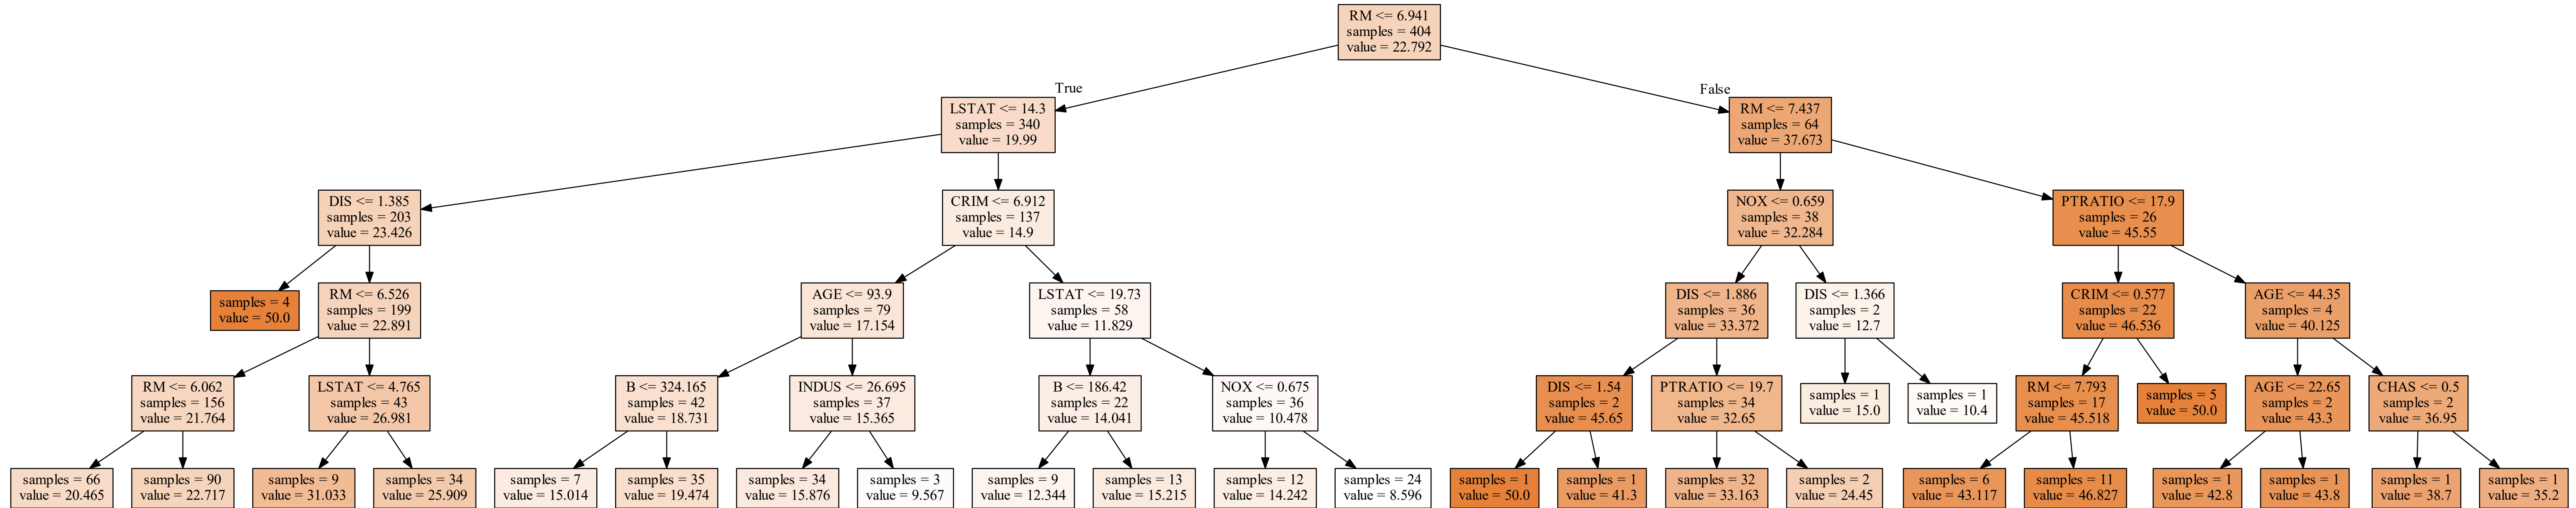 RM <= 6.941
samples = 404
value = 22.792
True
False
LSTAT <= 14.3
samples = 340
value = 19.99
RM <= 7.437
samples = 64
value = 37.673
DIS <= 1.385
samples = 203
value = 23.426
CRIM <= 6.912
samples = 137
value = 14.9
NOX <= 0.659
samples = 38
value = 32.284
PTRATIO <= 17.9
samples = 26
value = 45.55
samples = 4
value = 50.0
RM <= 6.526
samples = 199
value = 22.891
AGE <= 93.9
samples = 79
value = 17.154
LSTAT <= 19.73
samples = 58
value = 11.829
DIS <= 1.886
samples = 36
value = 33.372
DIS <= 1.366
samples = 2
value = 12.7
CRIM <= 0.577
samples = 22
value = 46.536
AGE <= 44.35
samples = 4
value = 40.125
RM <= 6.062
samples = 156
value = 21.764
LSTAT <= 4.765
samples = 43
value = 26.981
B <= 324.165
samples = 42
value = 18.731
INDUS <= 26.695
samples = 37
value = 15.365
B <= 186.42
samples = 22
value = 14.041
NOX <= 0.675
samples = 36
value = 10.478
DIS <= 1.54
samples = 2
value = 45.65
PTRATIO <= 19.7
samples = 34
value = 32.65
samples = 1
value = 15.0
samples = 1
value = 10.4
RM <= 7.793
samples = 17
value = 45.518
samples = 5
value = 50.0
AGE <= 22.65
samples = 2
value = 43.3
CHAS <= 0.5
samples = 2
value = 36.95
samples = 66
value = 20.465
samples = 90
value = 22.717
samples = 9
value = 31.033
samples = 34
value = 25.909
samples = 7
value = 15.014
samples = 35
value = 19.474
samples = 34
value = 15.876
samples = 3
value = 9.567
samples = 9
value = 12.344
samples = 13
value = 15.215
samples = 12
value = 14.242
samples = 24
value = 8.596
samples = 1
value = 50.0
samples = 1
value = 41.3
samples = 32
value = 33.163
samples = 2
value = 24.45
samples = 6
value = 43.117
samples = 11
value = 46.827
samples = 1
value = 42.8
samples = 1
value = 43.8
samples = 1
value = 38.7
samples = 1
value = 35.2